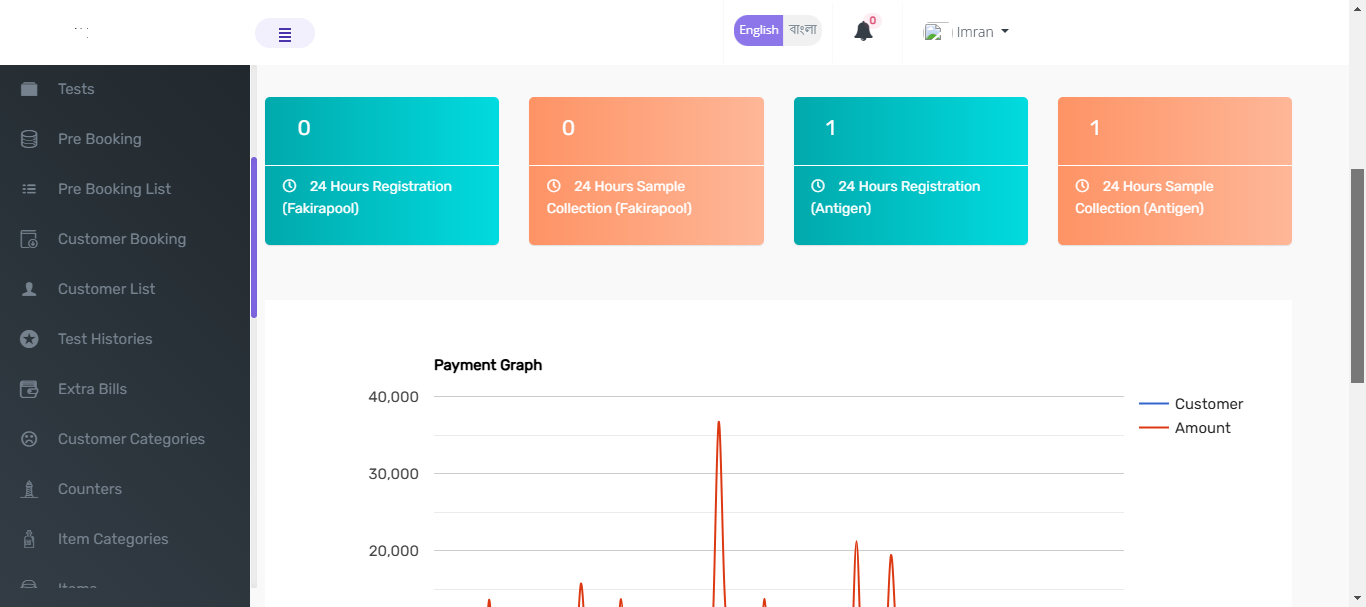 English বাংলা 0 Imran
Tests
Pre Booking
Pre Booking List
Customer Booking
Customer List
Test Histories
Extra Bills
Customer Categories
Counters
Item Categories
Items
0
24 Hours Registration
(Fakirapool)
0
24 Hours Sample
Collection (Fakirapool)
1
24 Hours Registration
(Antigen)
1
24 Hours Sample
Collection (Antigen)
Payment Graph
40,000
30,000
20,000
Customer
Amount